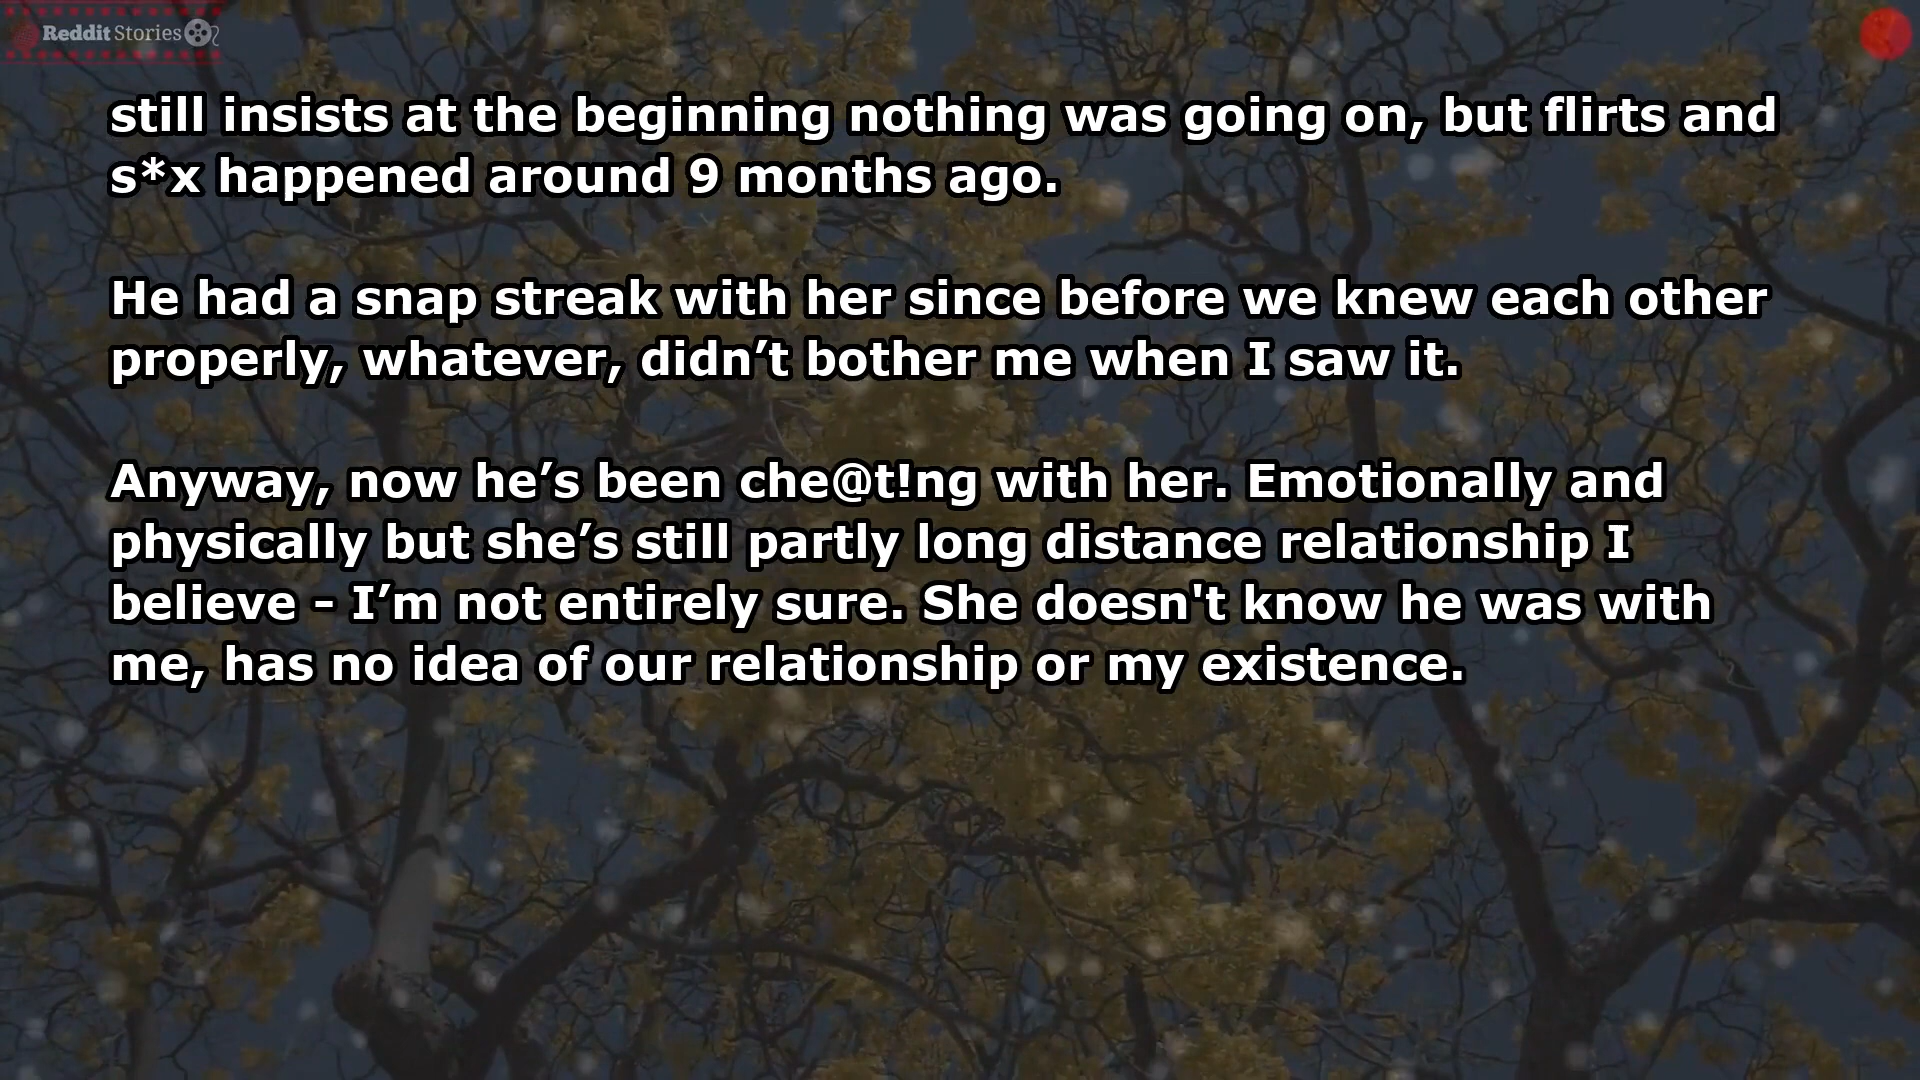 Reddit Stories
still insists at the beginning nothing was going on, but flirts and
s*x happened around 9 months ago.
He had a snap streak with her since before we knew each other
properly, whatever, didn’t bother me when I saw it.
Anyway, now he’s been che@t!ng with her. Emotionally and
physically but she’s still partly long distance relationship I
believe - I’m not entirely sure. She doesn't know he was with
me, has no idea of our relationship or my existence.